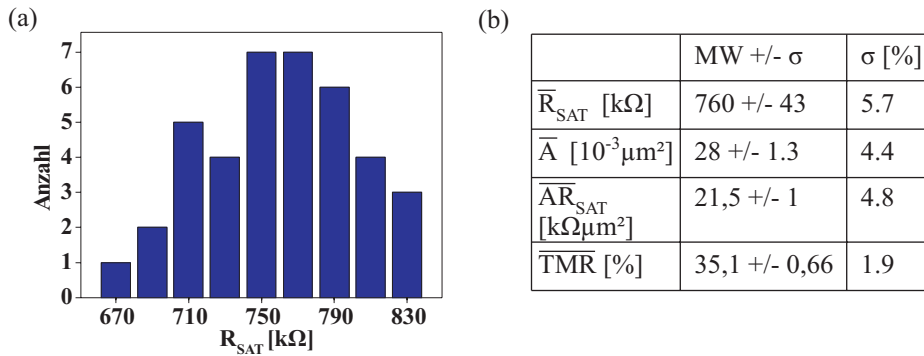 (a)
Anzahl
7
6
5
4
3
2
1
0
670 710 750 790 830
R_SAT [kΩ]
(b)
MW +/- σ σ [%]
R̅_SAT [kΩ] 760 +/- 43 5.7
A̅ [10⁻³µm²] 28 +/- 1.3 4.4
A̅R̅_SAT
[kΩµm²] 21,5 +/- 1 4.8
T̅M̅R̅ [%] 35,1 +/- 0,66 1.9